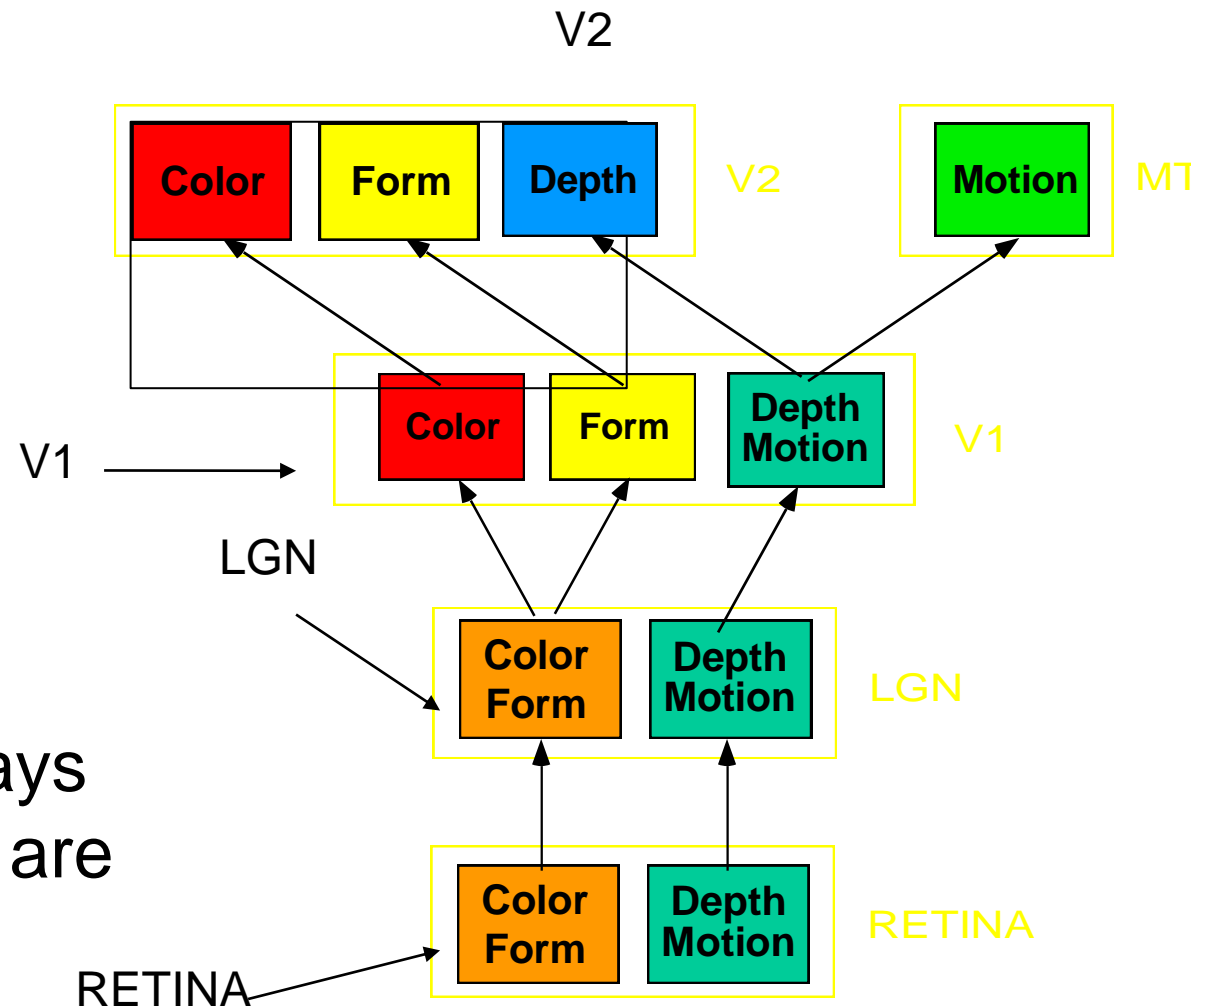 V2
Color
Form
Depth
V2
Motion
MT
Color
Form
Depth
Motion
V1
V1
LGN
Color
Form
Depth
Motion
LGN
ays
are
Color
Form
Depth
Motion
RETINA
RETINA